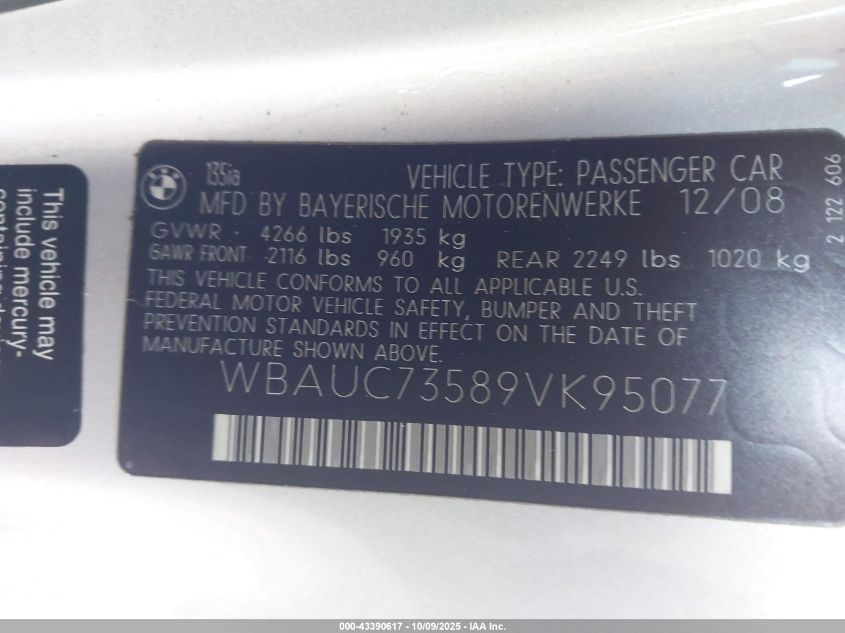 This vehicle may
include mercury-
135ia
VEHICLE TYPE: PASSENGER CAR
MFD BY BAYERISCHE MOTORENWERKE 12/08
GVWR : 4266 lbs 1935 kg
GAWR FRONT : 2116 lbs 960 kg REAR 2249 lbs 1020 kg
THIS VEHICLE CONFORMS TO ALL APPLICABLE U.S.
FEDERAL MOTOR VEHICLE SAFETY, BUMPER AND THEFT
PREVENTION STANDARDS IN EFFECT ON THE DATE OF
MANUFACTURE SHOWN ABOVE.
WBAUC73589VK95077
2 122 606
BMW
000-43390617 - 10/09/2025 - IAA Inc.